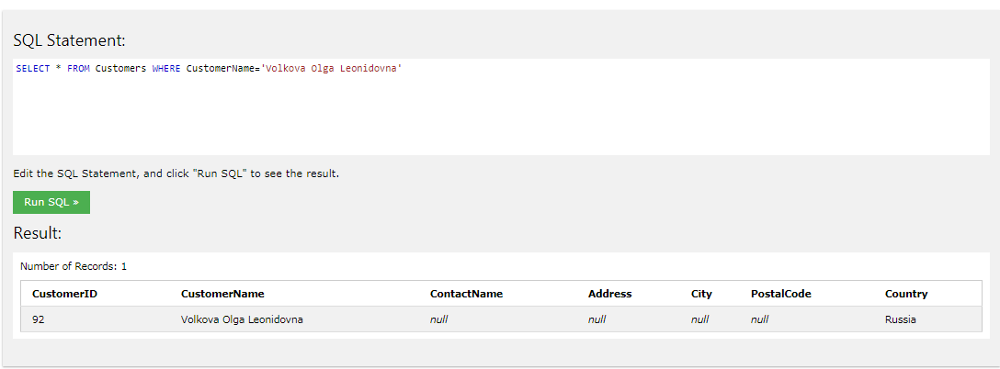 SQL Statement:
SELECT * FROM Customers WHERE CustomerName='Volkova Olga Leonidovna'
Edit the SQL Statement, and click "Run SQL" to see the result.
Run SQL »
Result:
Number of Records: 1
CustomerID CustomerName ContactName Address City PostalCode Country
92 Volkova Olga Leonidovna null null null null Russia